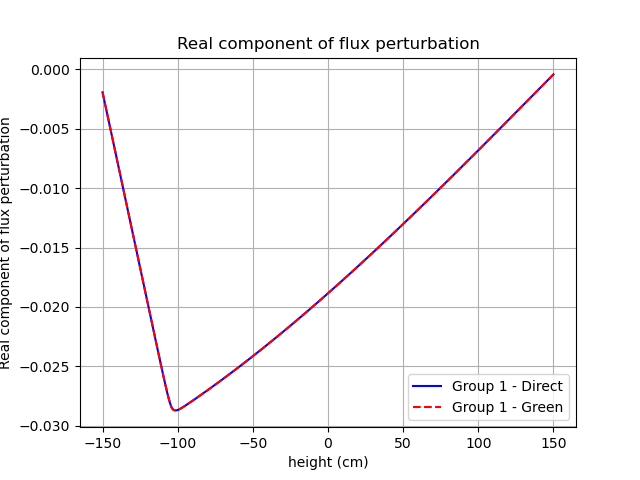 Real component of flux perturbation
Real component of flux perturbation
0.000
−0.005
−0.010
−0.015
−0.020
−0.025
−0.030
−150
−100
−50
0
50
100
150
height (cm)
Group 1 - Direct
Group 1 - Green